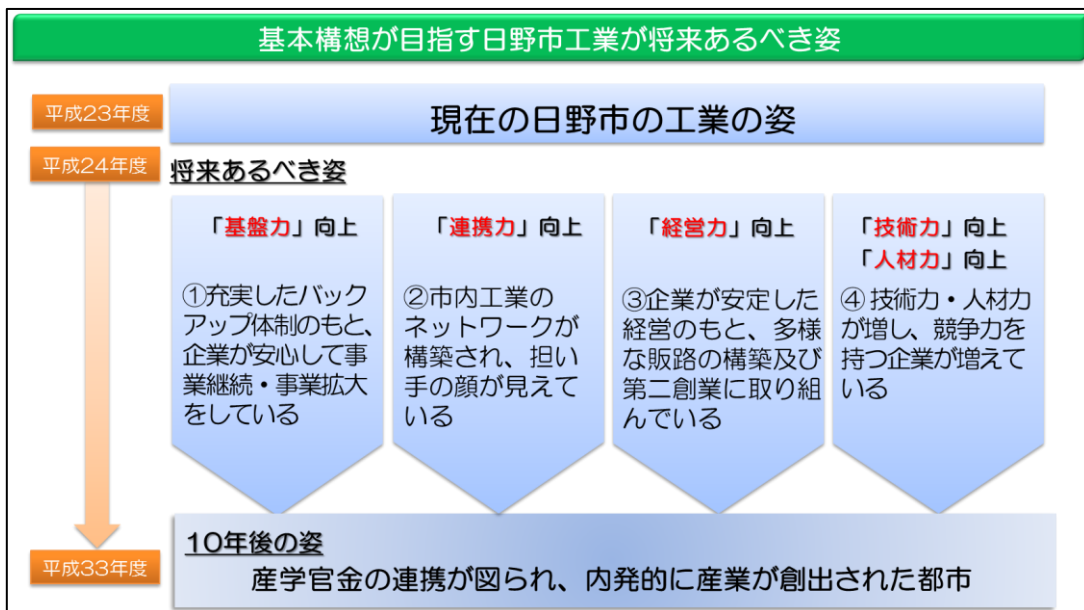 基本構想が目指す日野市工業が将来あるべき姿
平成23年度
現在の日野市の工業の姿
平成24年度
将来あるべき姿
「基盤力」向上
①充実したバック
アップ体制のもと、
企業が安心して事
業継続・事業拡大
をしている
「連携力」向上
②市内工業の
ネットワークが
構築され、担い
手の顔が見えて
いる
「経営力」向上
③企業が安定した
経営のもと、多様
な販路の構築及び
第二創業に取り組
んでいる
「技術力」向上
「人材力」向上
④ 技術力・人材力
が増し、競争力を
持つ企業が増えて
いる
10年後の姿
平成33年度
産学官金の連携が図られ、内発的に産業が創出された都市